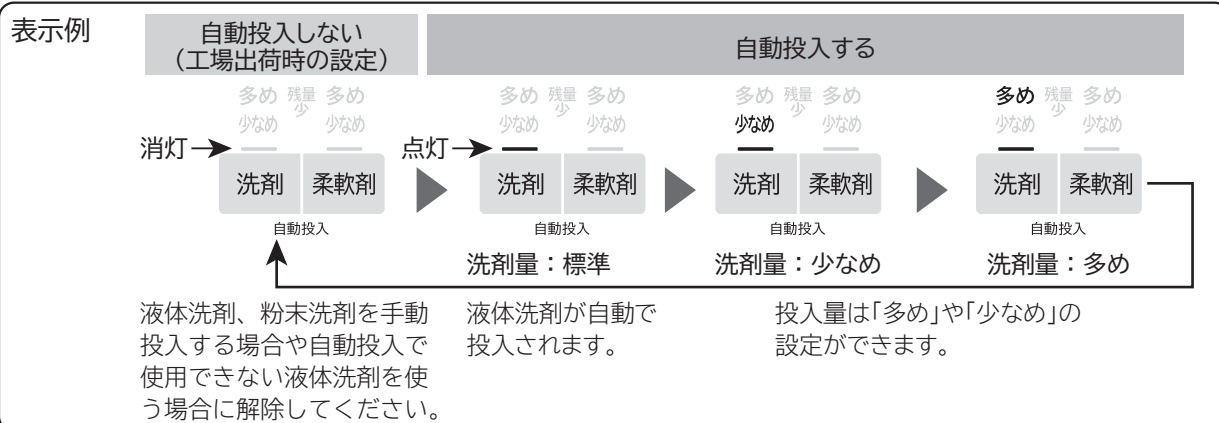 表示例
自動投入しない
（工場出荷時の設定）
自動投入する
多め 残量少 多め
少なめ 少なめ
消灯
洗剤 柔軟剤
自動投入
多め 残量少 多め
少なめ 少なめ
点灯
洗剤 柔軟剤
自動投入
洗剤量：標準
多め 残量少 多め
少なめ 少なめ
洗剤 柔軟剤
自動投入
洗剤量：少なめ
多め 残量少 多め
少なめ 少なめ
洗剤 柔軟剤
自動投入
洗剤量：多め
液体洗剤、粉末洗剤を手動
投入する場合や自動投入で
使用できない液体洗剤を使
う場合に解除してください。
液体洗剤が自動で
投入されます。
投入量は｢多め｣や｢少なめ｣の
設定ができます。